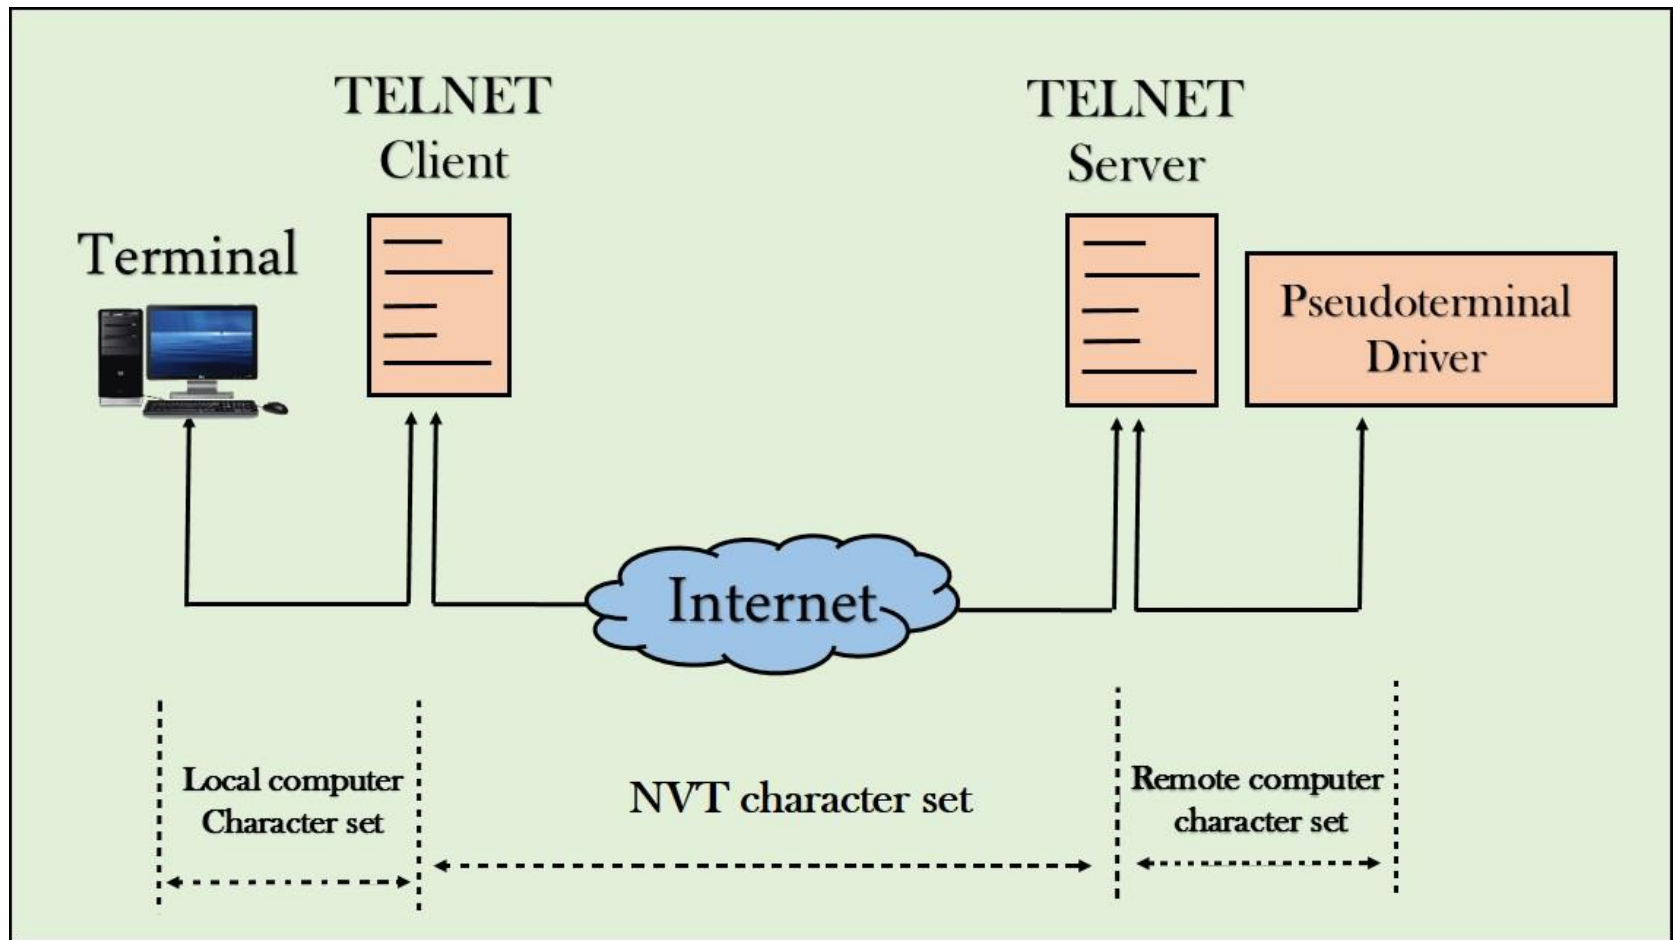 TELNET
Client
TELNET
Server
Terminal
Pseudoterminal
Driver
Internet
Local computer
Character set
NVT character set
Remote computer
character set